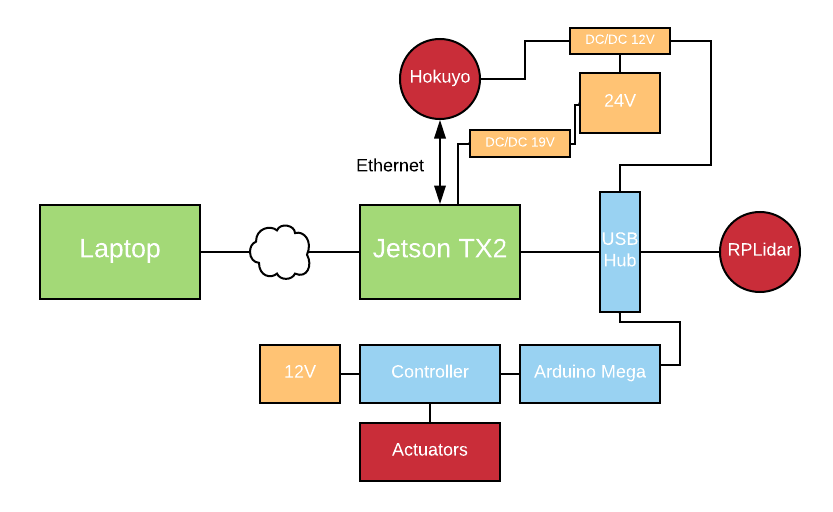 DC/DC 12V
Hokuyo
24V
DC/DC 19V
Ethernet
Laptop
Jetson TX2
USB
Hub
RPLidar
12V
Controller
Arduino Mega
Actuators